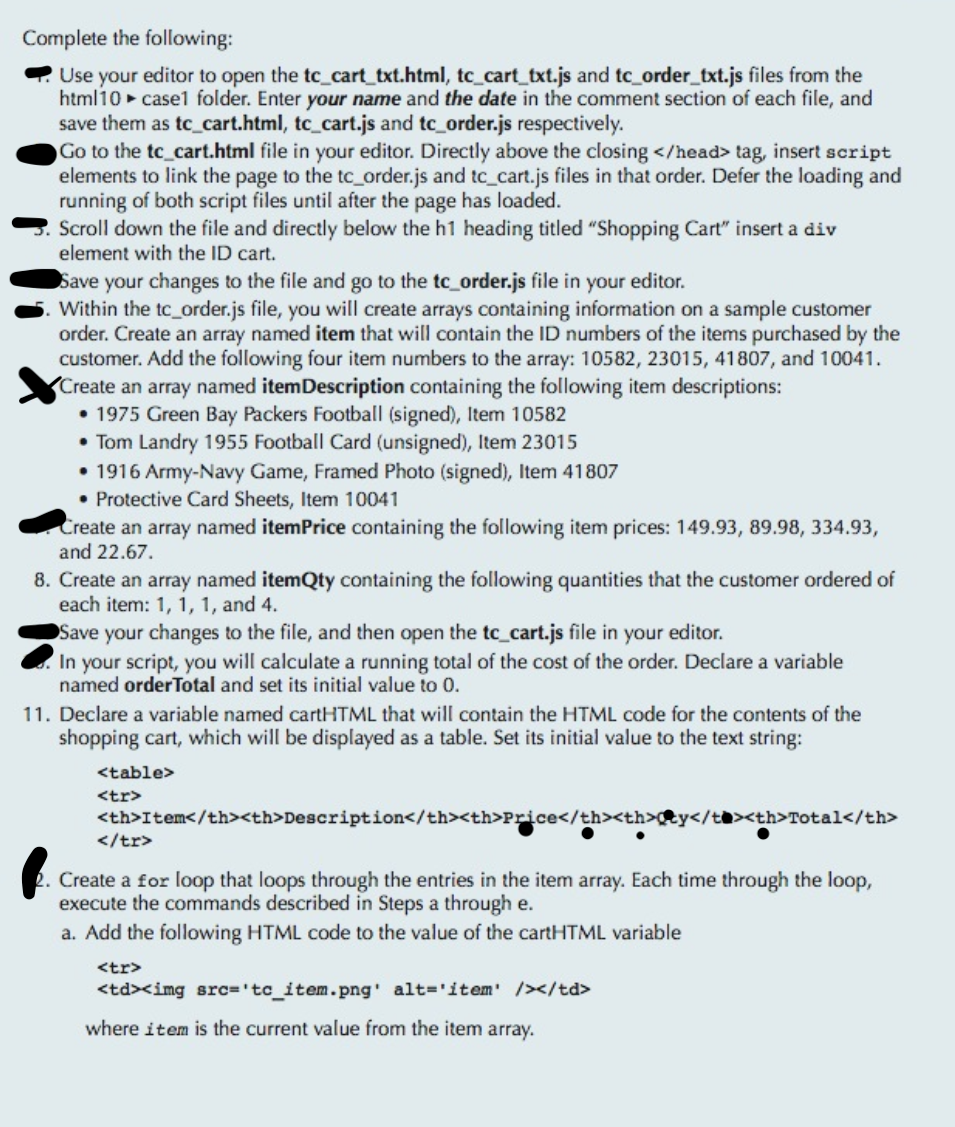 Complete the following:
Use your editor to open the tc_cart_txt.html, tc_cart_txt.js and tc_order_txt.js files from the
html10 ▸ case1 folder. Enter your name and the date in the comment section of each file, and
save them as tc_cart.html, tc_cart.js and tc_order.js respectively.
Go to the tc_cart.html file in your editor. Directly above the closing </head> tag, insert script
elements to link the page to the tc_order.js and tc_cart.js files in that order. Defer the loading and
running of both script files until after the page has loaded.
3. Scroll down the file and directly below the h1 heading titled “Shopping Cart” insert a div
element with the ID cart.
Save your changes to the file and go to the tc_order.js file in your editor.
5. Within the tc_order.js file, you will create arrays containing information on a sample customer
order. Create an array named item that will contain the ID numbers of the items purchased by the
customer. Add the following four item numbers to the array: 10582, 23015, 41807, and 10041.
Create an array named itemDescription containing the following item descriptions:
• 1975 Green Bay Packers Football (signed), Item 10582
• Tom Landry 1955 Football Card (unsigned), Item 23015
• 1916 Army-Navy Game, Framed Photo (signed), Item 41807
• Protective Card Sheets, Item 10041
Create an array named itemPrice containing the following item prices: 149.93, 89.98, 334.93,
and 22.67.
8. Create an array named itemQty containing the following quantities that the customer ordered of
each item: 1, 1, 1, and 4.
Save your changes to the file, and then open the tc_cart.js file in your editor.
In your script, you will calculate a running total of the cost of the order. Declare a variable
named orderTotal and set its initial value to 0.
11. Declare a variable named cartHTML that will contain the HTML code for the contents of the
shopping cart, which will be displayed as a table. Set its initial value to the text string:
<table>
<tr>
<th>Item</th><th>Description</th><th>Price</th><th>Qty</th><th>Total</th>
</tr>
2. Create a for loop that loops through the entries in the item array. Each time through the loop,
execute the commands described in Steps a through e.
a. Add the following HTML code to the value of the cartHTML variable
<tr>
<td><img src='tc_item.png' alt='item' /></td>
where item is the current value from the item array.